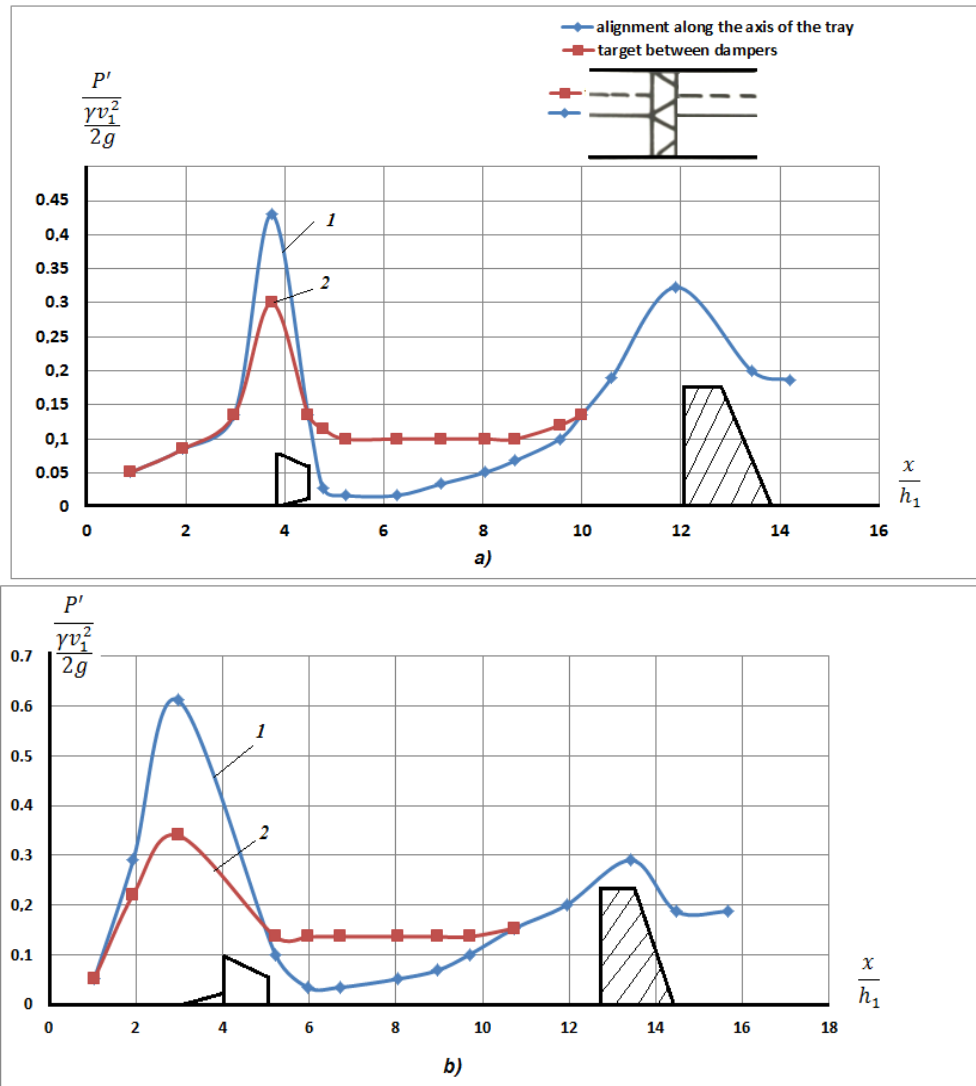 alignment along the axis of the tray
target between dampers
P′
γv₁²
2g
0.45
0,4
0.35
0.3
0.25
0,2
0,15
0,1
0.05
0
1
2
0 2 4 6 8 10 12 14 16
x
h₁
a)
P′
γv₁²
2g
0.7
0.6
0.5
0.4
0.3
0,2
0.1
0
1
2
0 2 4 6 8 10 12 14 16 18
x
h₁
b)